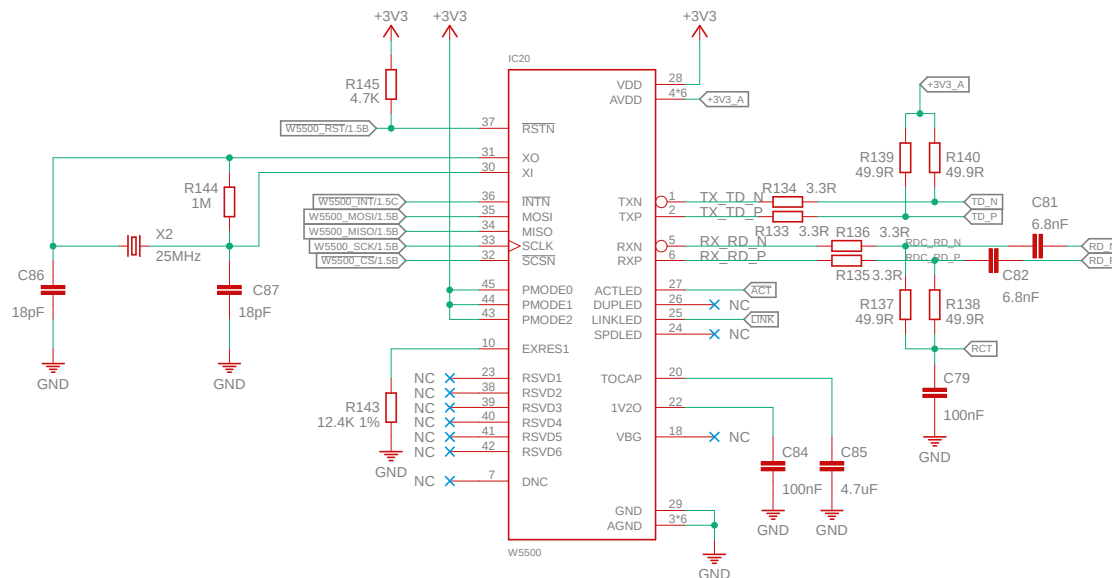 +3V3
+3V3
+3V3
IC20
R145
4.7K
W5500_RST/1.5B
37
RSTN
31
XO
30
XI
R144
1M
X2
25MHz
C86
18pF
C87
18pF
GND
GND
W5500_INT/1.5C
36
INTN
W5500_MOSI/1.5B
35
MOSI
W5500_MISO/1.5B
34
MISO
W5500_SCK/1.5B
33
SCLK
W5500_CS/1.5B
32
SCSN
45
PMODE0
44
PMODE1
43
PMODE2
10
EXRES1
R143
12.4K 1%
GND
NC
23
RSVD1
NC
38
RSVD2
NC
39
RSVD3
NC
40
RSVD4
NC
41
RSVD5
NC
42
RSVD6
NC
7
DNC
W5500
VDD
28
AVDD
4*6
+3V3_A
TXN
1
TX_TD_N
R134
3.3R
TXP
2
TX_TD_P
R133
3.3R
RXN
5
RX_RD_N
R136
3.3R
RXP
6
RX_RD_P
R135
3.3R
ACTLED
27
ACT
DUPLED
26
NC
LINKLED
25
LINK
SPDLED
24
NC
TOCAP
20
1V2O
22
VBG
18
NC
C84
100nF
GND
C85
4.7uF
GND
GND
29
AGND
3*6
GND
+3V3_A
R139
49.9R
R140
49.9R
TD_N
TD_P
RDC_RD_N
RDC_RD_P
C81
6.8nF
C82
6.8nF
RD_N
RD_P
R137
49.9R
R138
49.9R
RCT
C79
100nF
GND